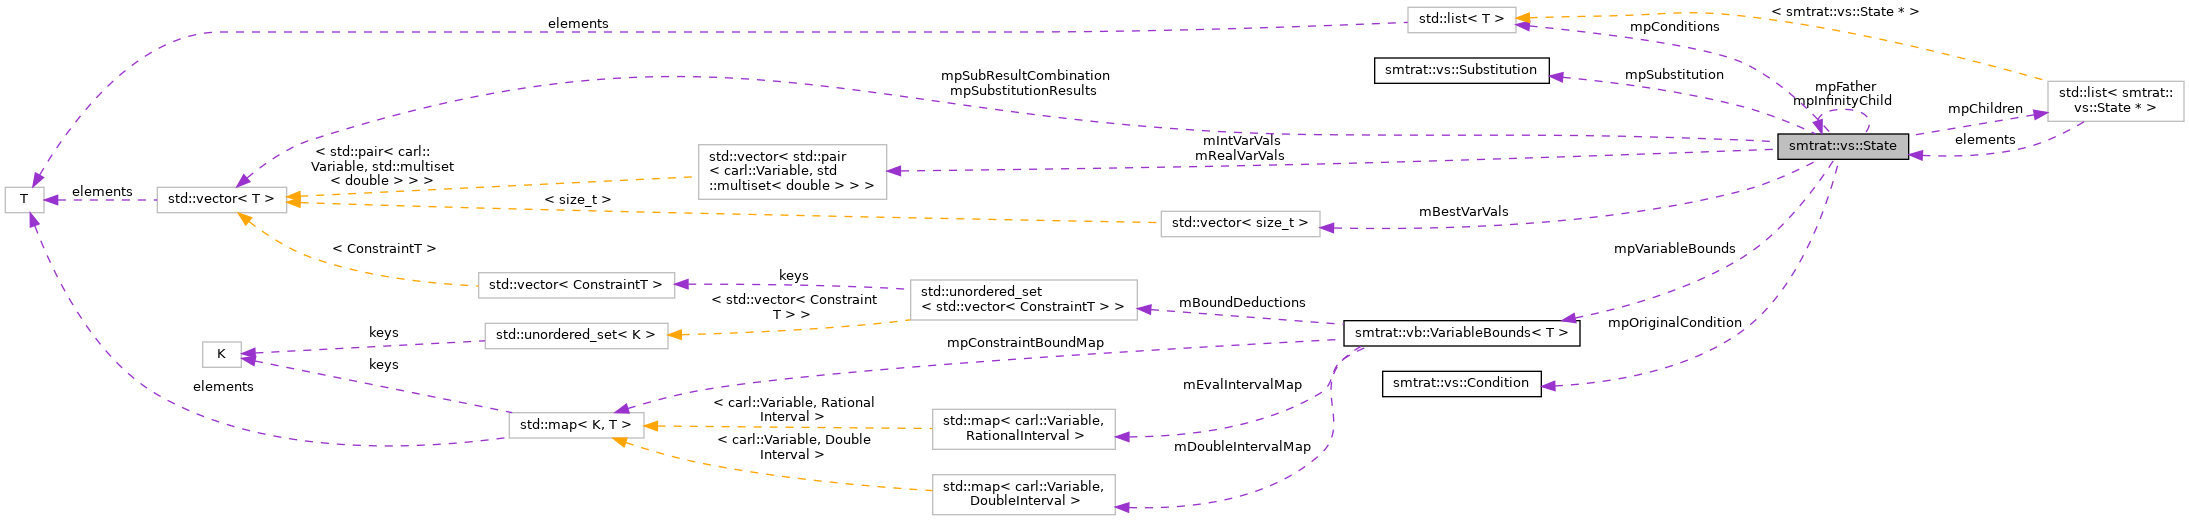 elements
std::list< T >
< smtrat::vs::State * >
mpConditions
smtrat::vs::Substitution
mpSubstitution
mpSubResultCombination
mpSubstitutionResults
mpFather
mpInfinityChild
std::list< smtrat::
vs::State * >
mpChildren
elements
smtrat::vs::State
mIntVarVals
mRealVarVals
< std::pair< carl::
Variable, std::multiset
< double > > >
std::vector< std::pair
< carl::Variable, std
::multiset< double > > >
T
elements
std::vector< T >
< size_t >
std::vector< size_t >
mBestVarVals
< ConstraintT >
mpVariableBounds
std::vector< ConstraintT >
keys
std::unordered_set
< std::vector< ConstraintT > >
mBoundDeductions
< std::vector< Constraint
T > >
smtrat::vb::VariableBounds< T >
mpOriginalCondition
keys
std::unordered_set< K >
K
keys
mpConstraintBoundMap
elements
smtrat::vs::Condition
mEvalIntervalMap
< carl::Variable, Rational
Interval >
std::map< K, T >
std::map< carl::Variable,
RationalInterval >
< carl::Variable, Double
Interval >
mDoubleIntervalMap
std::map< carl::Variable,
DoubleInterval >